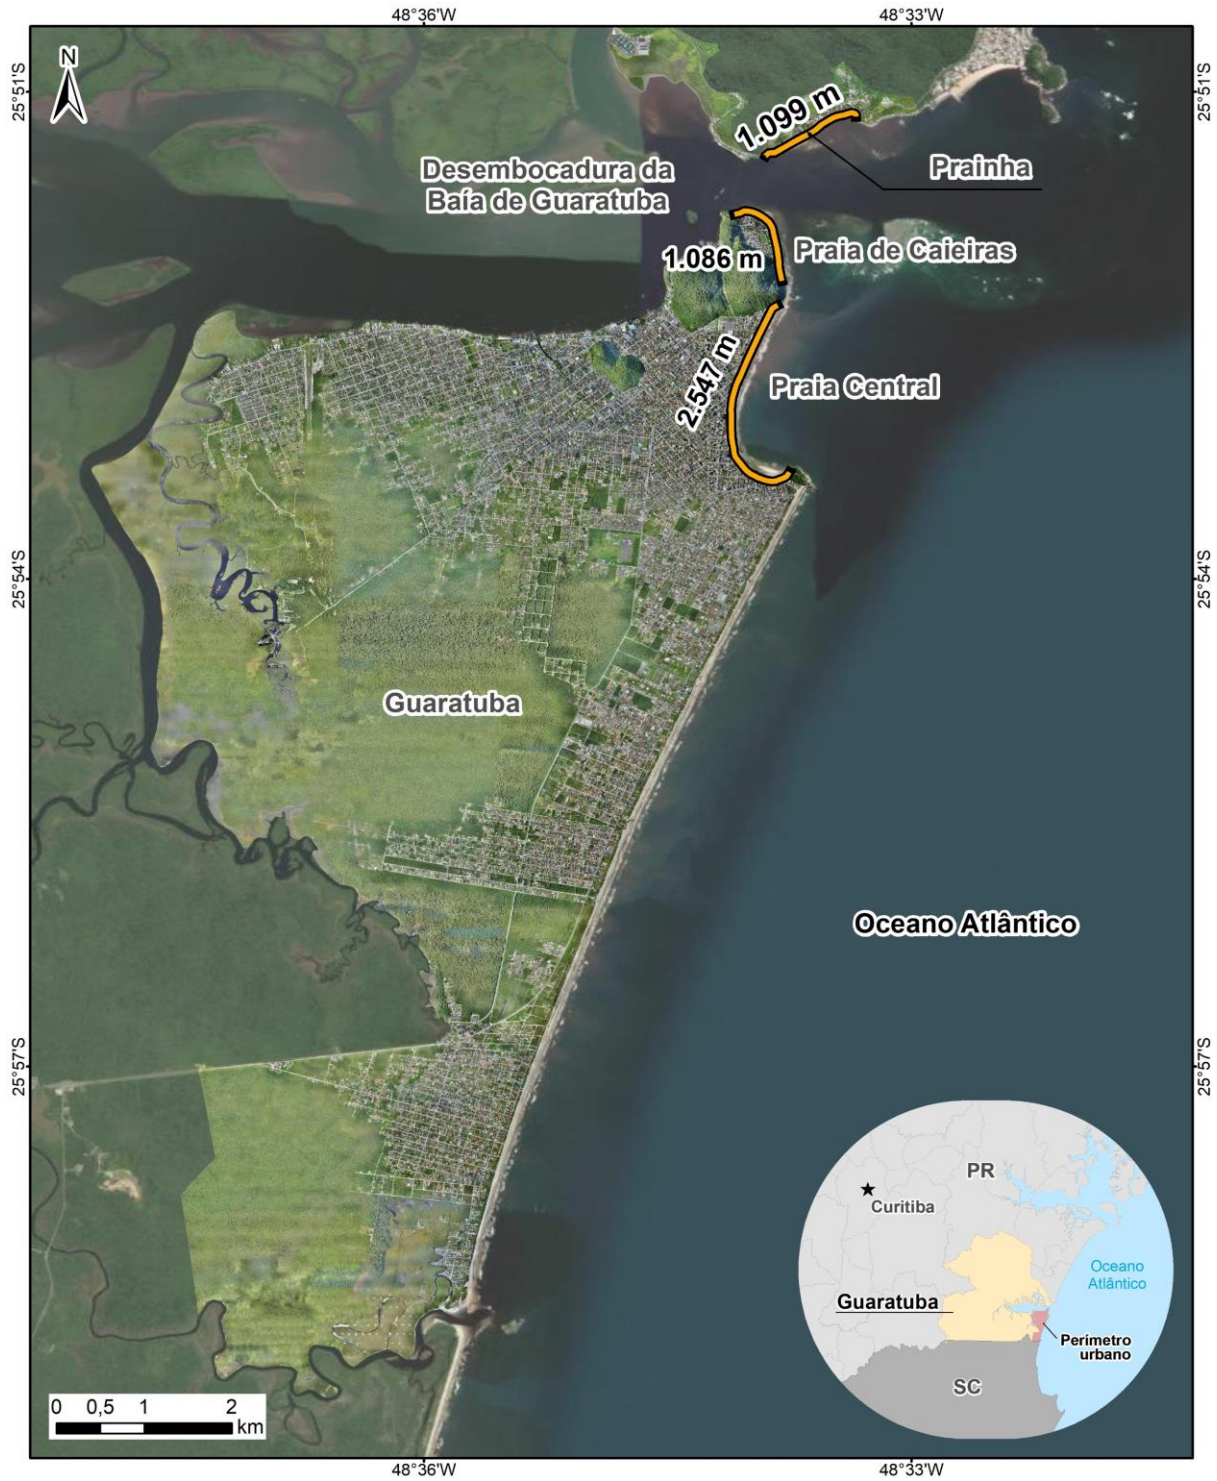 48°36'W
48°33'W
25°51'S
25°51'S
N
1.099 m
Desembocadura da
Baía de Guaratuba
Prainha
1.086 m
Praia de Caieiras
2.547 m
Praia Central
25°54'S
25°54'S
Guaratuba
Oceano Atlântico
25°57'S
25°57'S
PR
Curitiba
Oceano
Atlântico
Guaratuba
Perímetro
urbano
SC
0 0,5 1 2
km
48°36'W
48°33'W